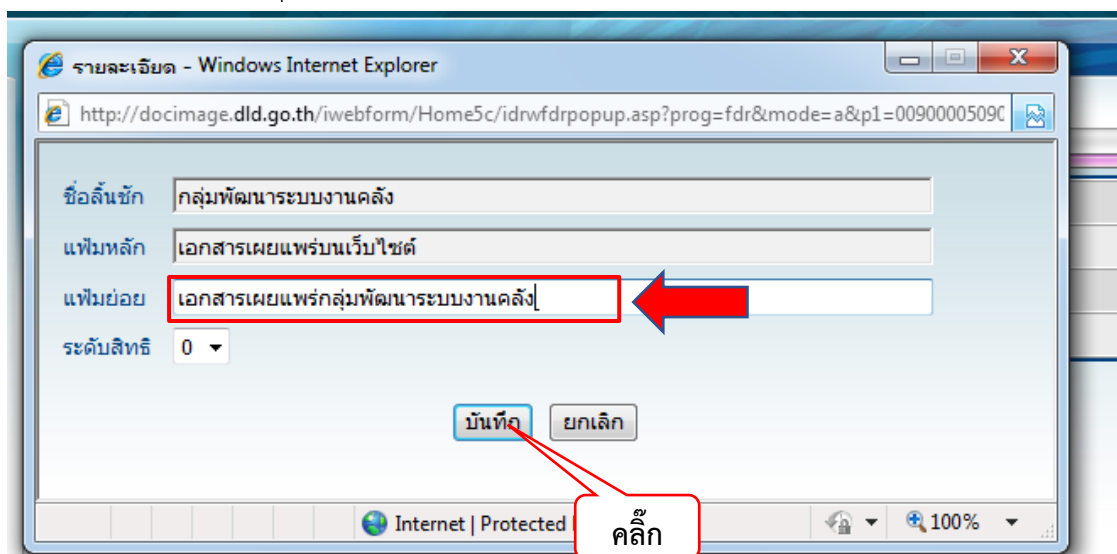 รายละเอียด - Windows Internet Explorer
http://docimage.dld.go.th/iwebform/Home5c/idrwfdrpopup.asp?prog=fdr&mode=a&p1=00900005090
ชื่อลิ้นชัก กลุ่มพัฒนาระบบงานคลัง
แฟ้มหลัก เอกสารเผยแพร่บนเว็บไซต์
แฟ้มย่อย เอกสารเผยแพร่กลุ่มพัฒนาระบบงานคลัง
ระดับสิทธิ 0
บันทึก ยกเลิก
Internet | Protected 100%
คลิ๊ก